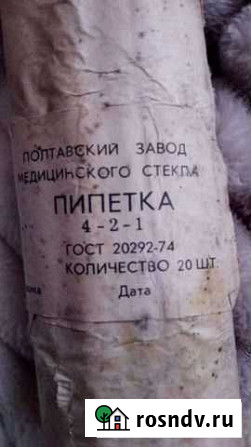 ПОЛТАВСКИЙ ЗАВОД
МЕДИЦИНСКОГО СТЕКЛА
ПИПЕТКА
4-2-1
ГОСТ 20292-74
КОЛИЧЕСТВО 20 ШТ.
Дата
rosndv.ru